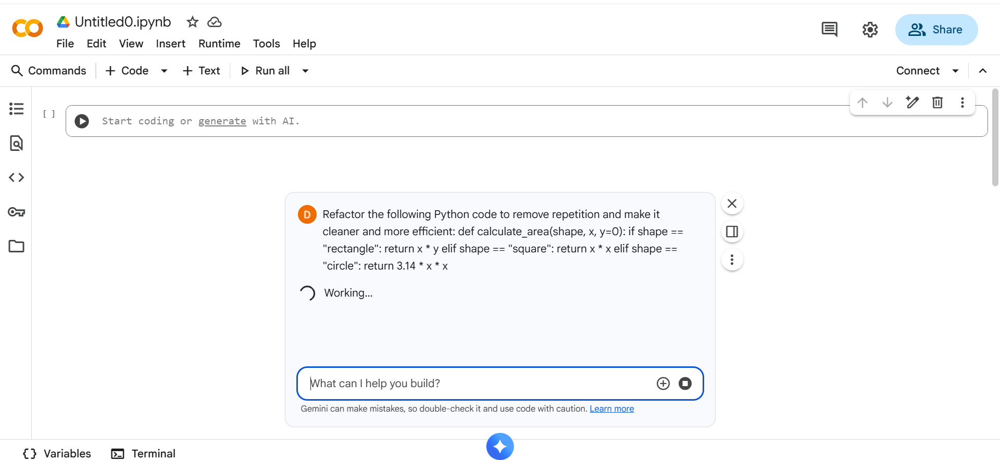 Untitled0.ipynb
File Edit View Insert Runtime Tools Help
Share
Commands + Code + Text Run all
Connect
[ ]
Start coding or generate with AI.
D
Refactor the following Python code to remove repetition and make it
cleaner and more efficient: def calculate_area(shape, x, y=0): if shape ==
"rectangle": return x * y elif shape == "square": return x * x elif shape ==
"circle": return 3.14 * x * x
Working...
What can I help you build?
Gemini can make mistakes, so double-check it and use code with caution. Learn more
Variables Terminal